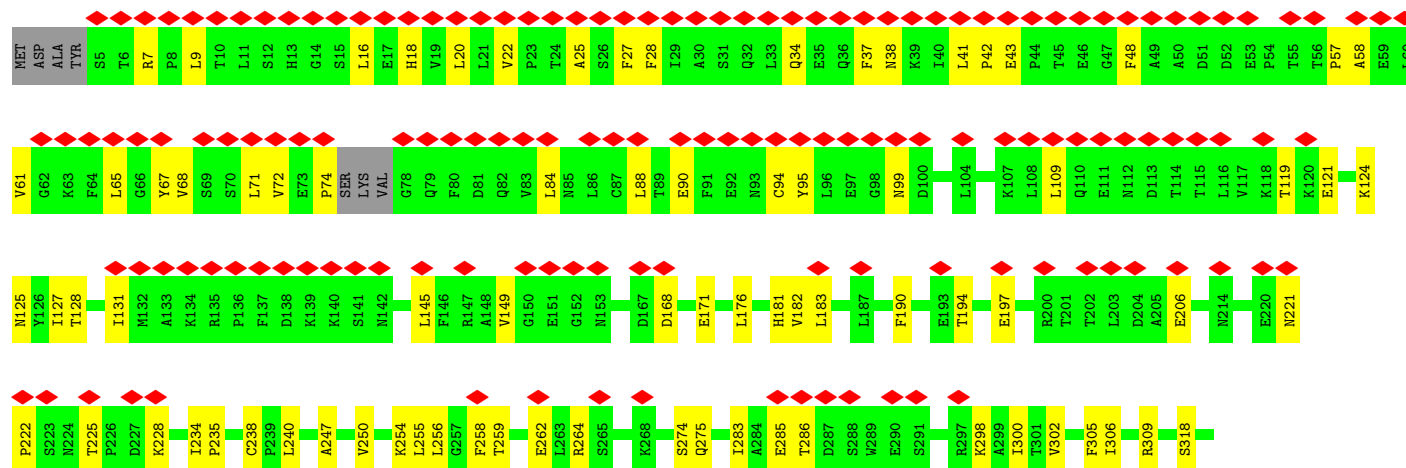 MET ASP ALA TYR S5 T6 R7 P8 L9 T10 L11 S12 H13 G14 S15 L16 E17 H18 V19 L20 L21 V22 P23 T24 A25 S26 F27 F28 I29 A30 S31 Q32 L33 Q34 E35 Q36 F37 N38 K39 I40 L41 P42 E43 P44 T45 E46 G47 F48 A49 A50 D51 D52 E53 P54 T55 T56 P57 A58 E59 L60
V61 G62 K63 F64 L65 G66 Y67 V68 S69 S70 L71 V72 E73 P74 SER LYS VAL G78 Q79 F80 D81 Q82 V83 L84 N85 L86 C87 L88 T89 E90 F91 E92 N93 C94 Y95 L96 E97 G98 N99 D100 L104 K107 L108 L109 Q110 E111 N112 D113 T114 T115 L116 V117 K118 T119 K120 E121 K124
N125 Y126 I127 T128 I131 M132 A133 K134 R135 P136 F137 D138 K139 K140 S141 N142 L145 F146 R147 A148 V149 G150 E151 G152 N153 D167 D168 E171 L176 H181 V182 L183 L187 F190 E193 T194 E197 R200 T201 T202 L203 D204 A205 E206 N214 E220 N221
P222 S223 N224 T225 P226 D227 K228 I234 P235 C238 P239 L240 A247 V250 K254 L255 L256 G257 F258 T259 E262 L263 R264 S265 K268 S274 Q275 I283 A284 E285 T286 D287 S288 W289 E290 S291 R297 K298 A299 I300 T301 V302 F305 I306 R309 S318